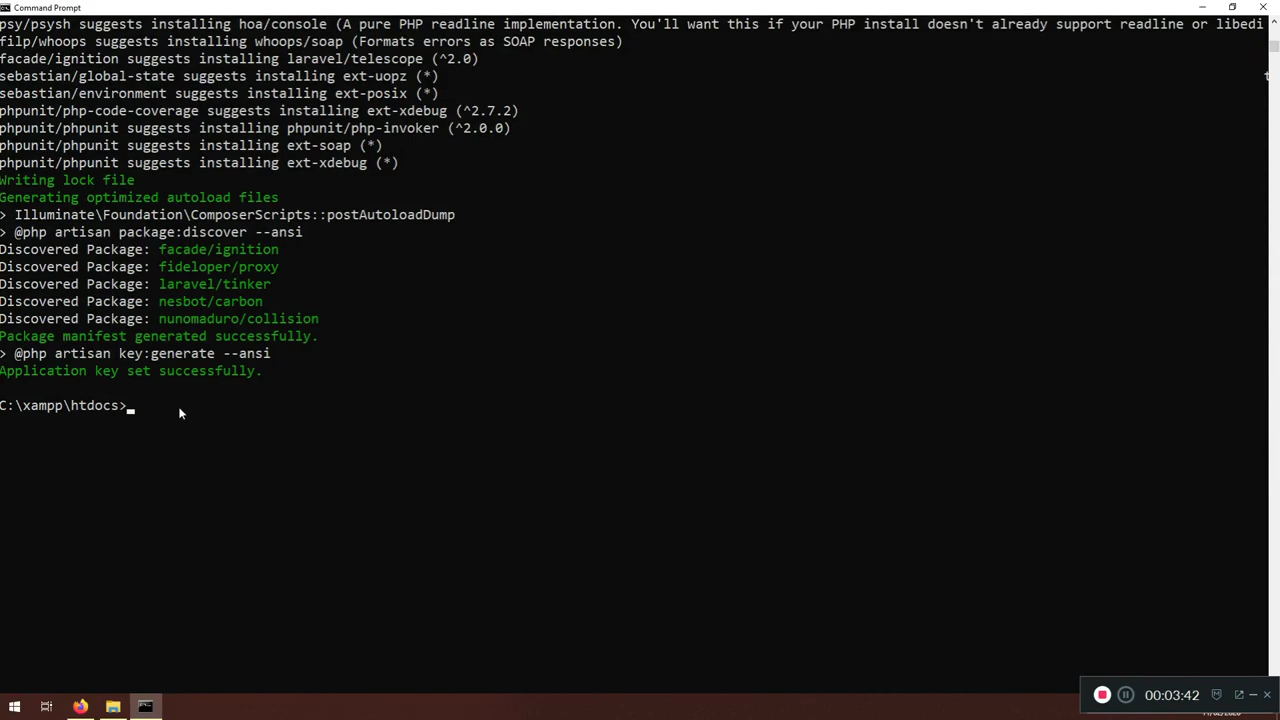 Command Prompt
psy/psysh suggests installing hoa/console (A pure PHP readline implementation. You'll want this if your PHP install doesn't already support readline or libedi
t
filp/whoops suggests installing whoops/soap (Formats errors as SOAP responses)
facade/ignition suggests installing laravel/telescope (^2.0)
sebastian/global-state suggests installing ext-uopz (*)
sebastian/environment suggests installing ext-posix (*)
phpunit/php-code-coverage suggests installing ext-xdebug (^2.7.2)
phpunit/phpunit suggests installing phpunit/php-invoker (^2.0.0)
phpunit/phpunit suggests installing ext-soap (*)
phpunit/phpunit suggests installing ext-xdebug (*)
Writing lock file
Generating optimized autoload files
> Illuminate\Foundation\ComposerScripts::postAutoloadDump
> @php artisan package:discover --ansi
Discovered Package: facade/ignition
Discovered Package: fideloper/proxy
Discovered Package: laravel/tinker
Discovered Package: nesbot/carbon
Discovered Package: nunomaduro/collision
Package manifest generated successfully.
> @php artisan key:generate --ansi
Application key set successfully.
C:\xampp\htdocs>
00:03:42